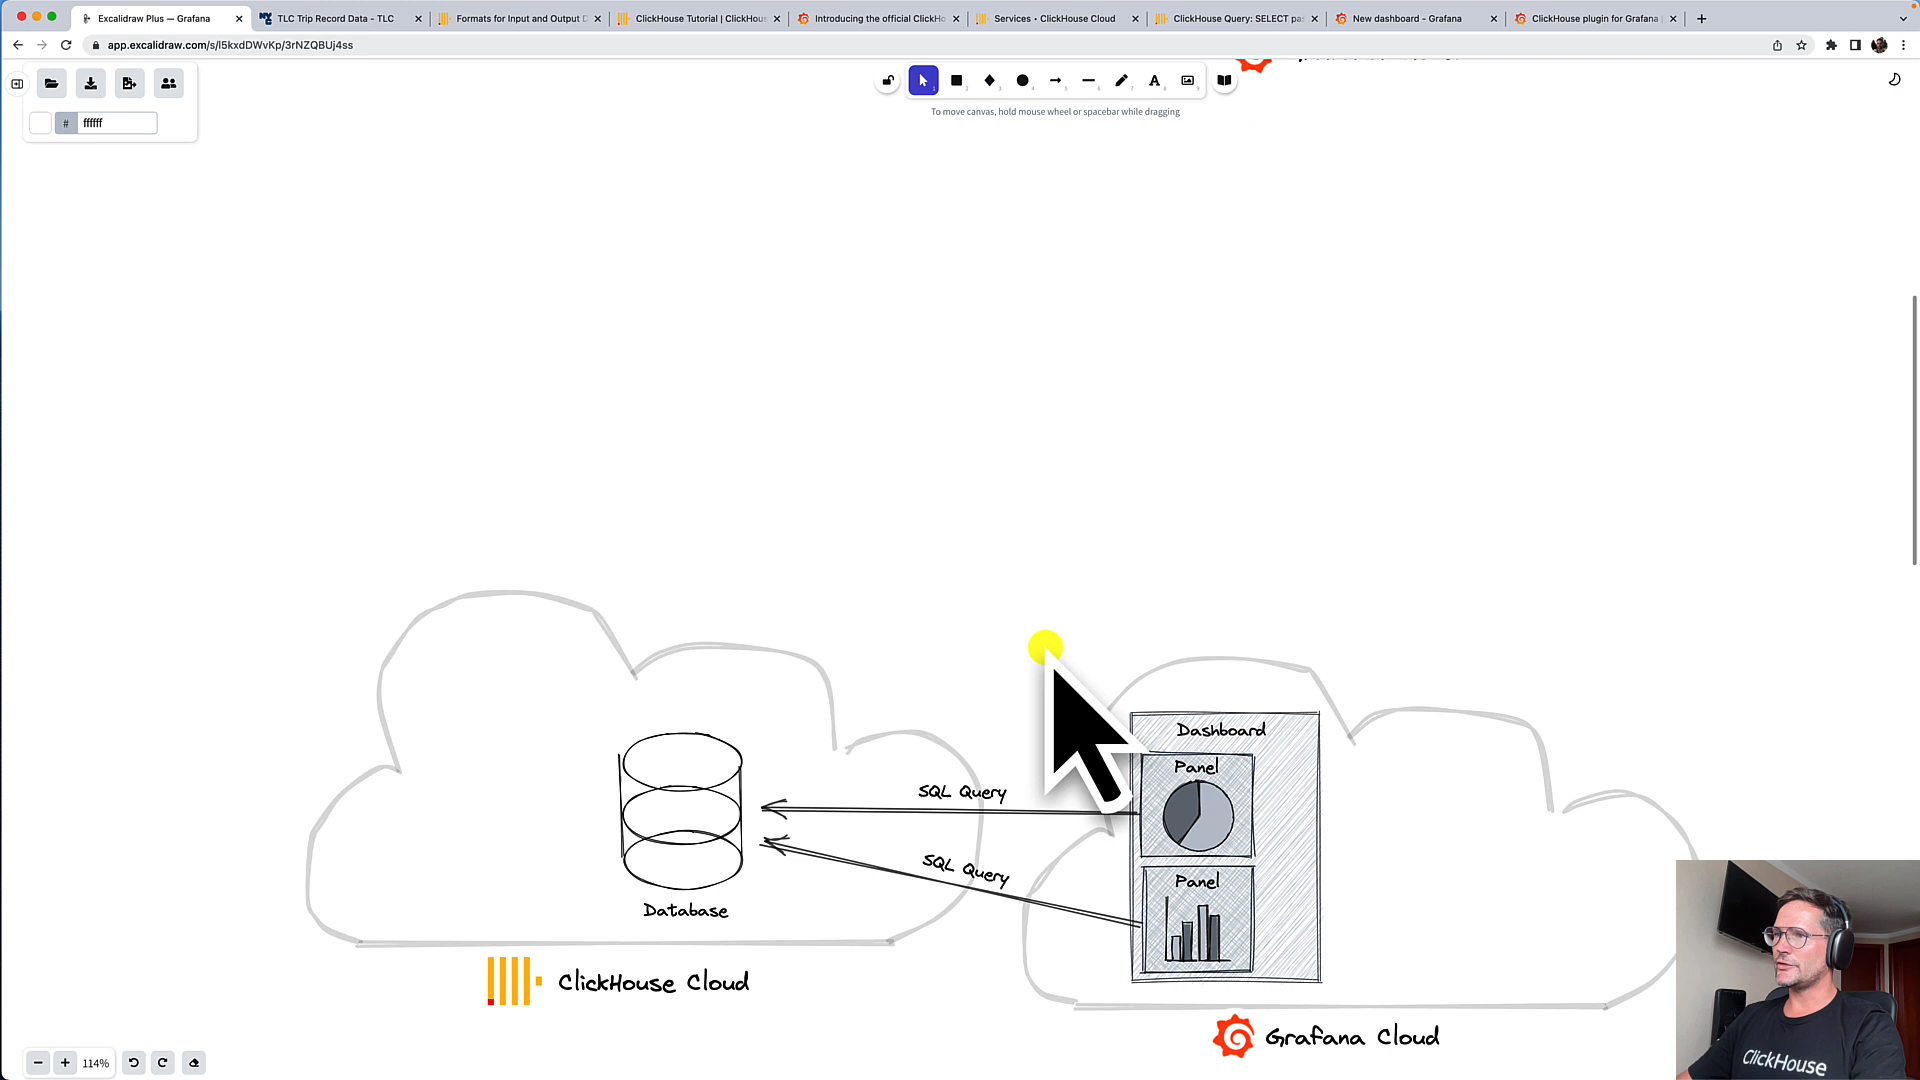 Excalidraw Plus — Grafana
TLC Trip Record Data - TLC
Formats for Input and Output D
ClickHouse Tutorial | ClickHous
Introducing the official ClickHo
Services • ClickHouse Cloud
ClickHouse Query: SELECT pas
New dashboard - Grafana
ClickHouse plugin for Grafana |
app.excalidraw.com/s/l5kxdDWvKp/3rNZQBUj4ss
# ffffff
A
To move canvas, hold mouse wheel or spacebar while dragging
Dashboard
Panel
SQL Query
SQL Query
Panel
Database
ClickHouse Cloud
Grafana Cloud
114%
ClickHouse